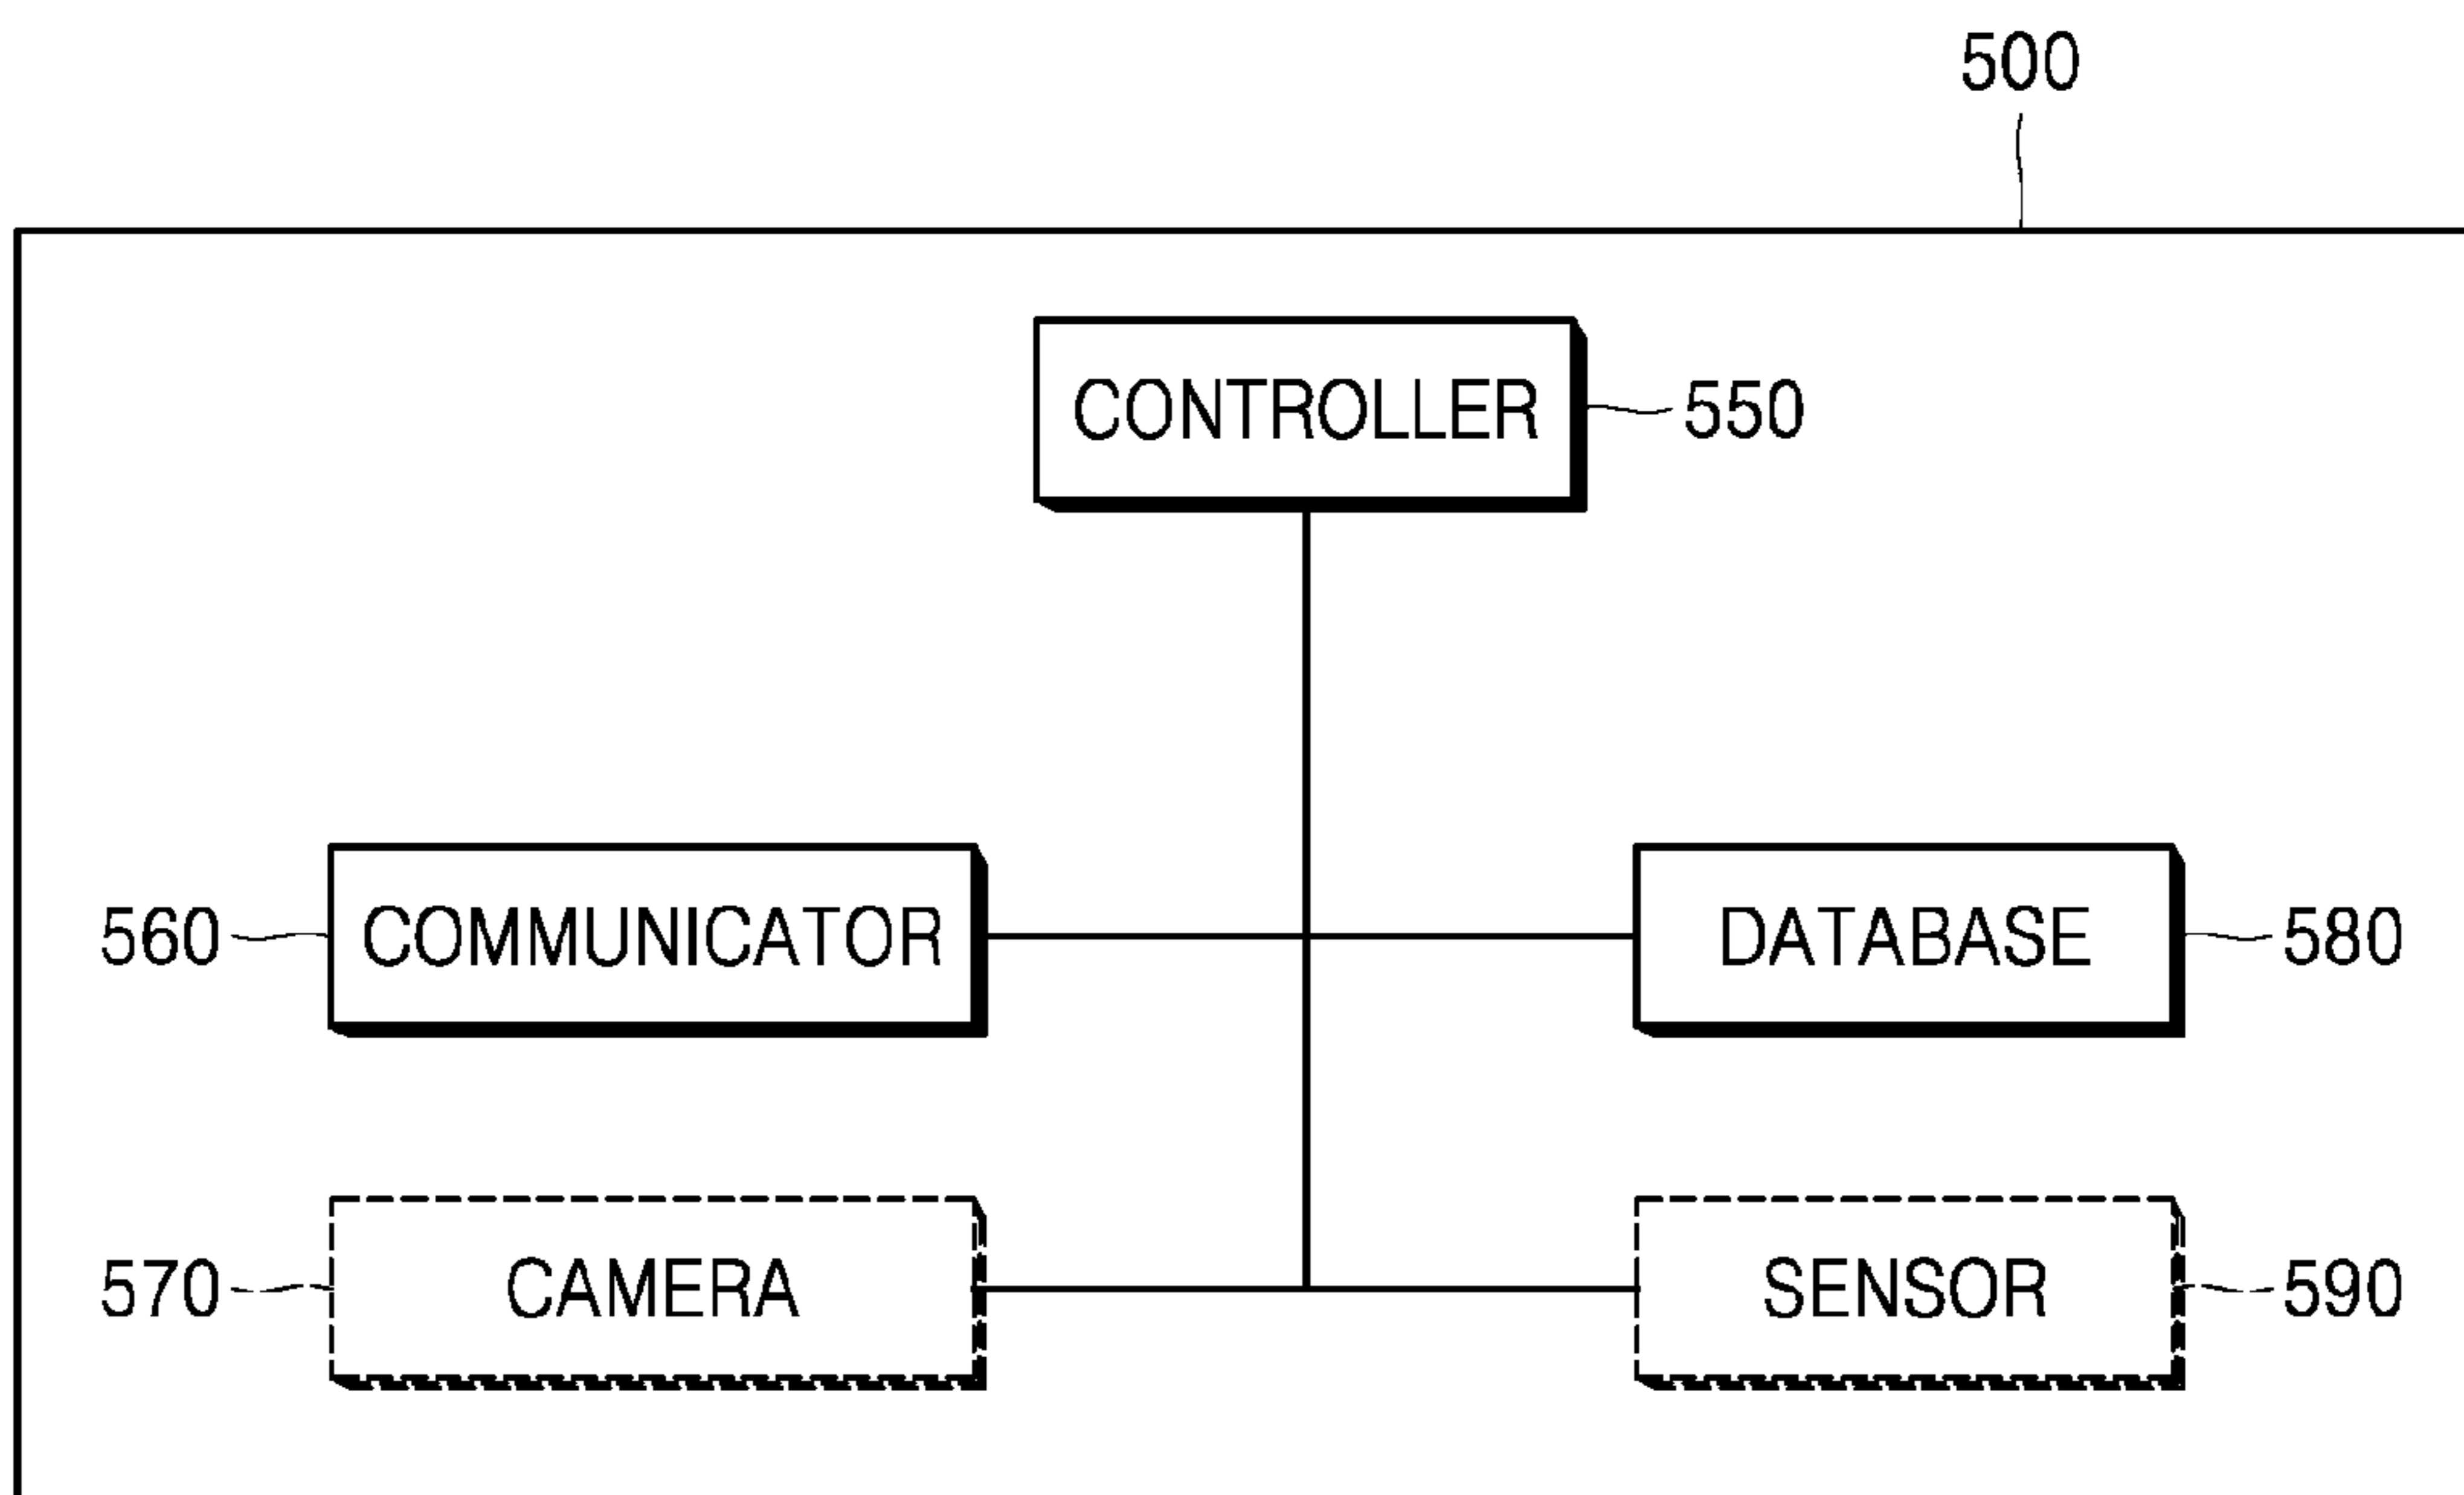 500
CONTROLLER 550
560 COMMUNICATOR DATABASE 580
570 CAMERA SENSOR 590